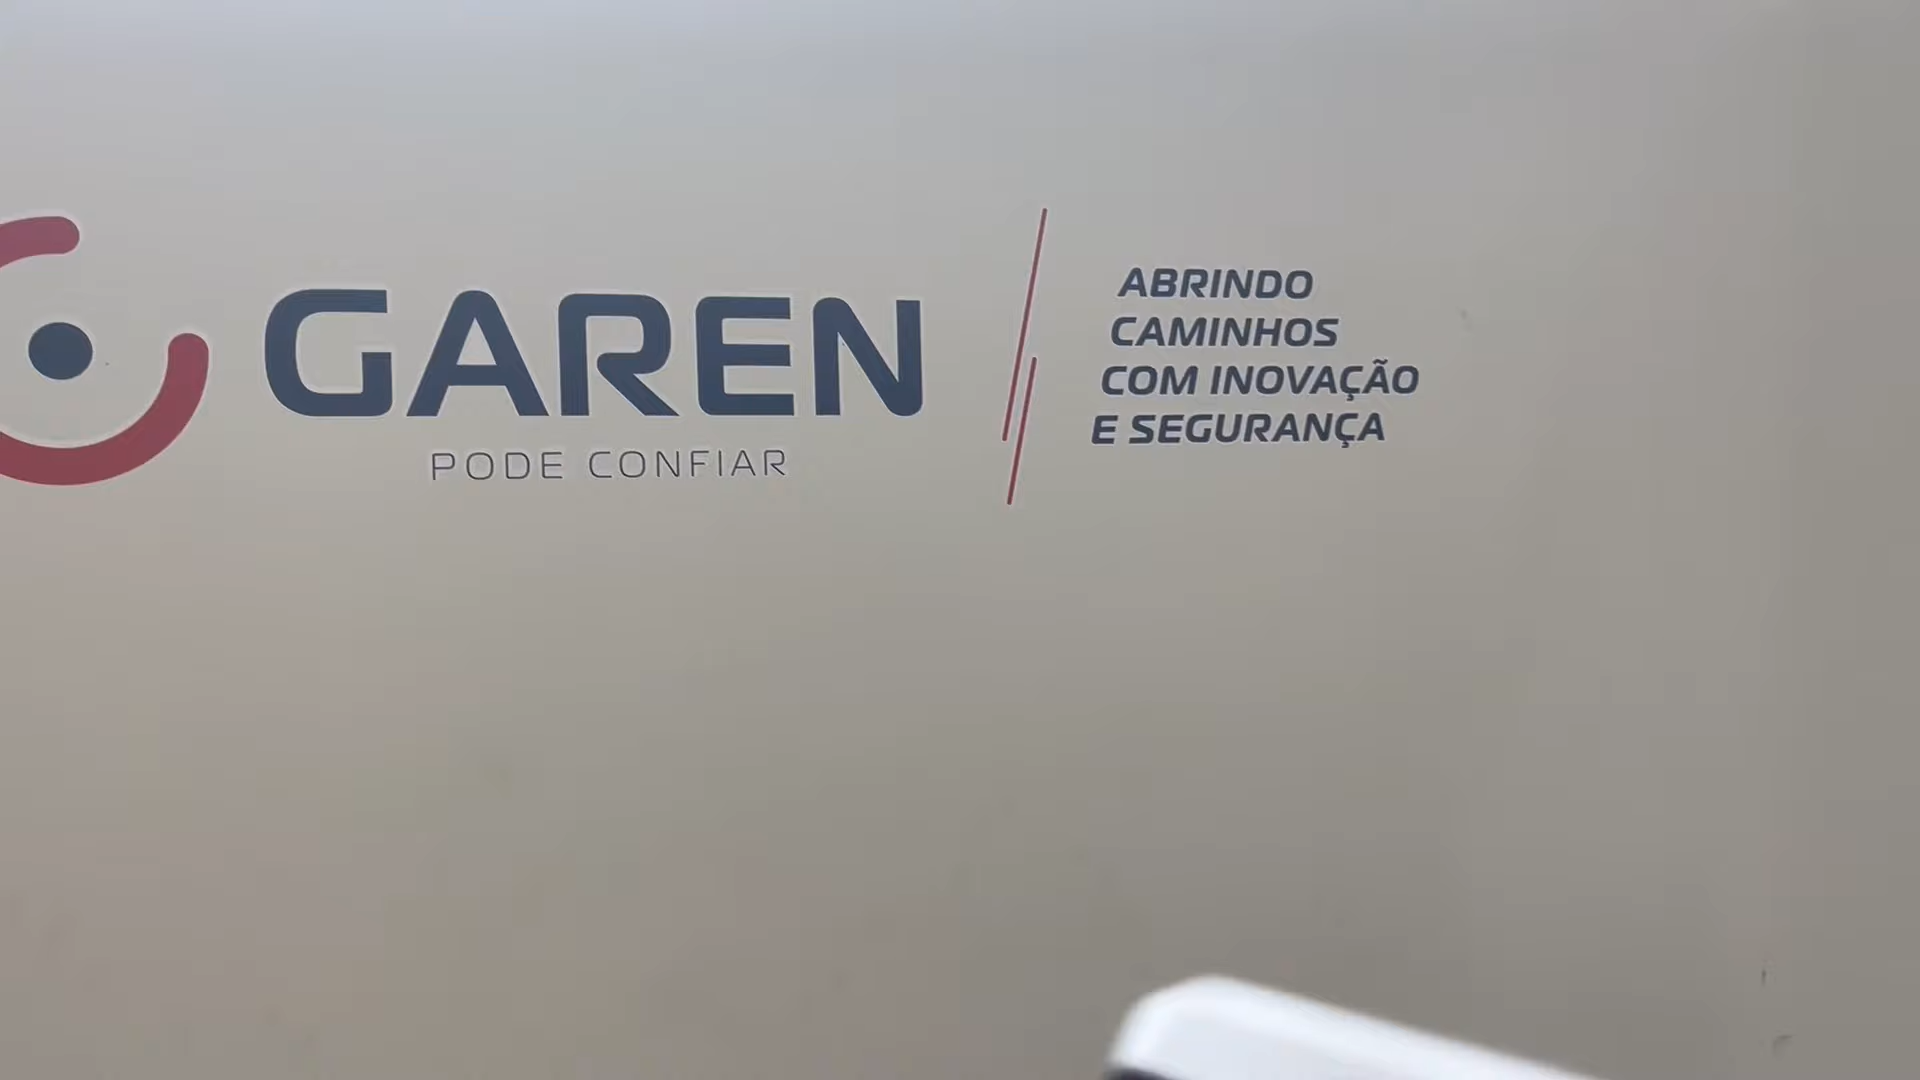 GAREN
PODE CONFIAR
ABRINDO
CAMINHOS
COM INOVAÇÃO
E SEGURANÇA